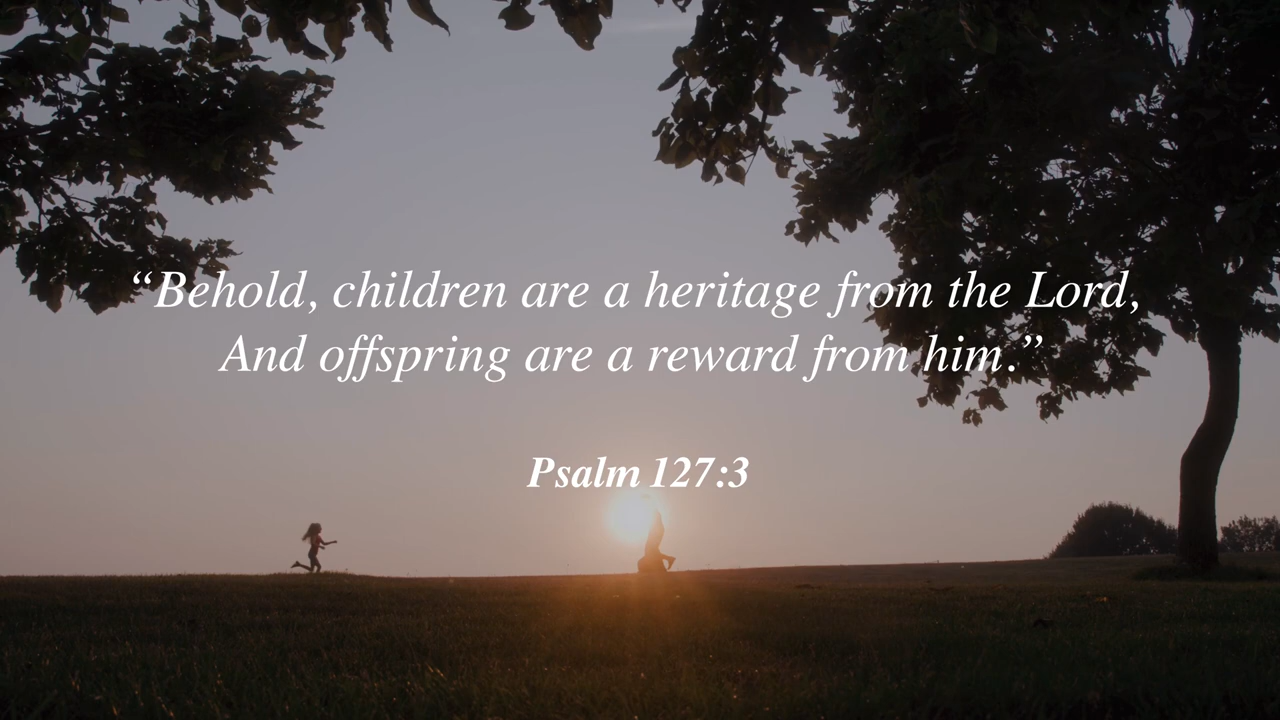 “Behold, children are a heritage from the Lord,
And offspring are a reward from him.”
Psalm 127:3